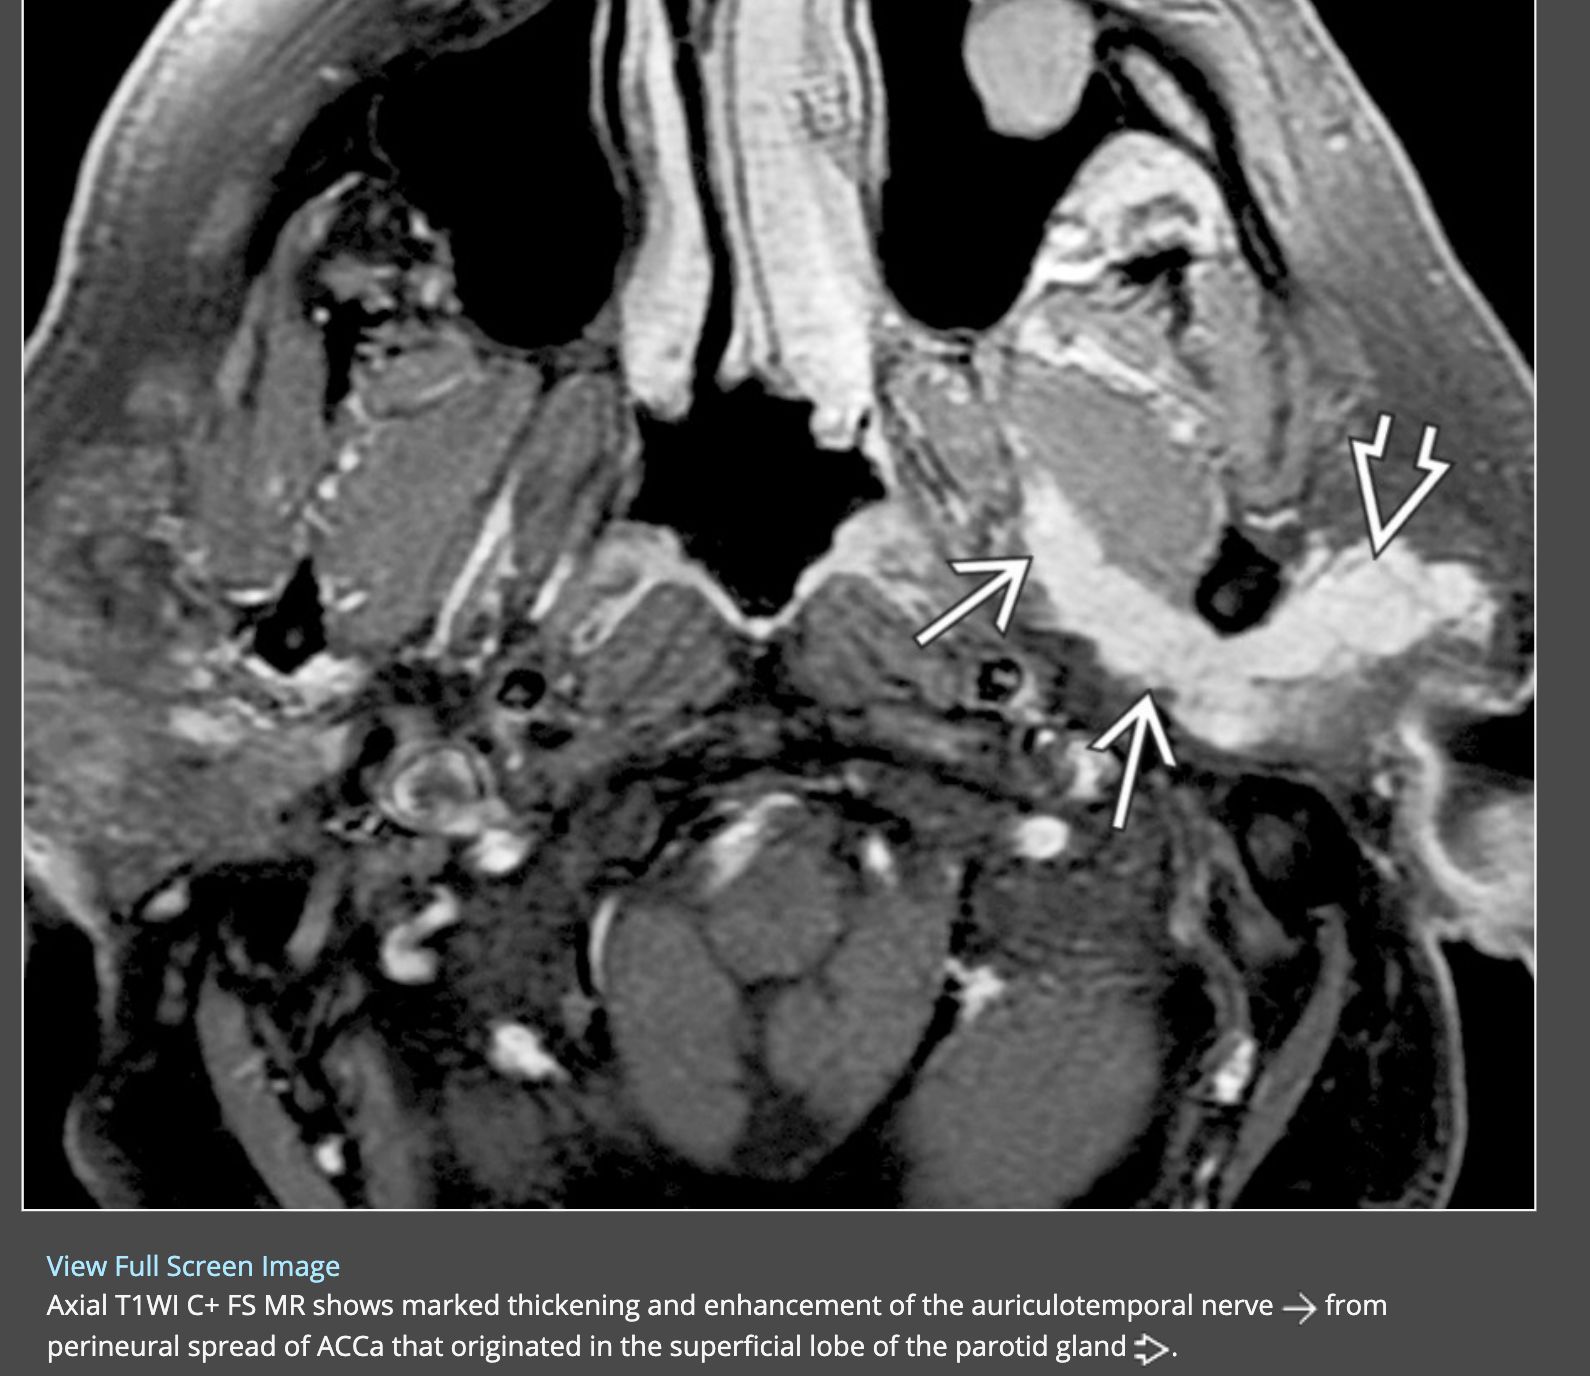 View Full Screen Image
Axial T1WI C+ FS MR shows marked thickening and enhancement of the auriculotemporal nerve → from
perineural spread of ACCa that originated in the superficial lobe of the parotid gland ⇨.